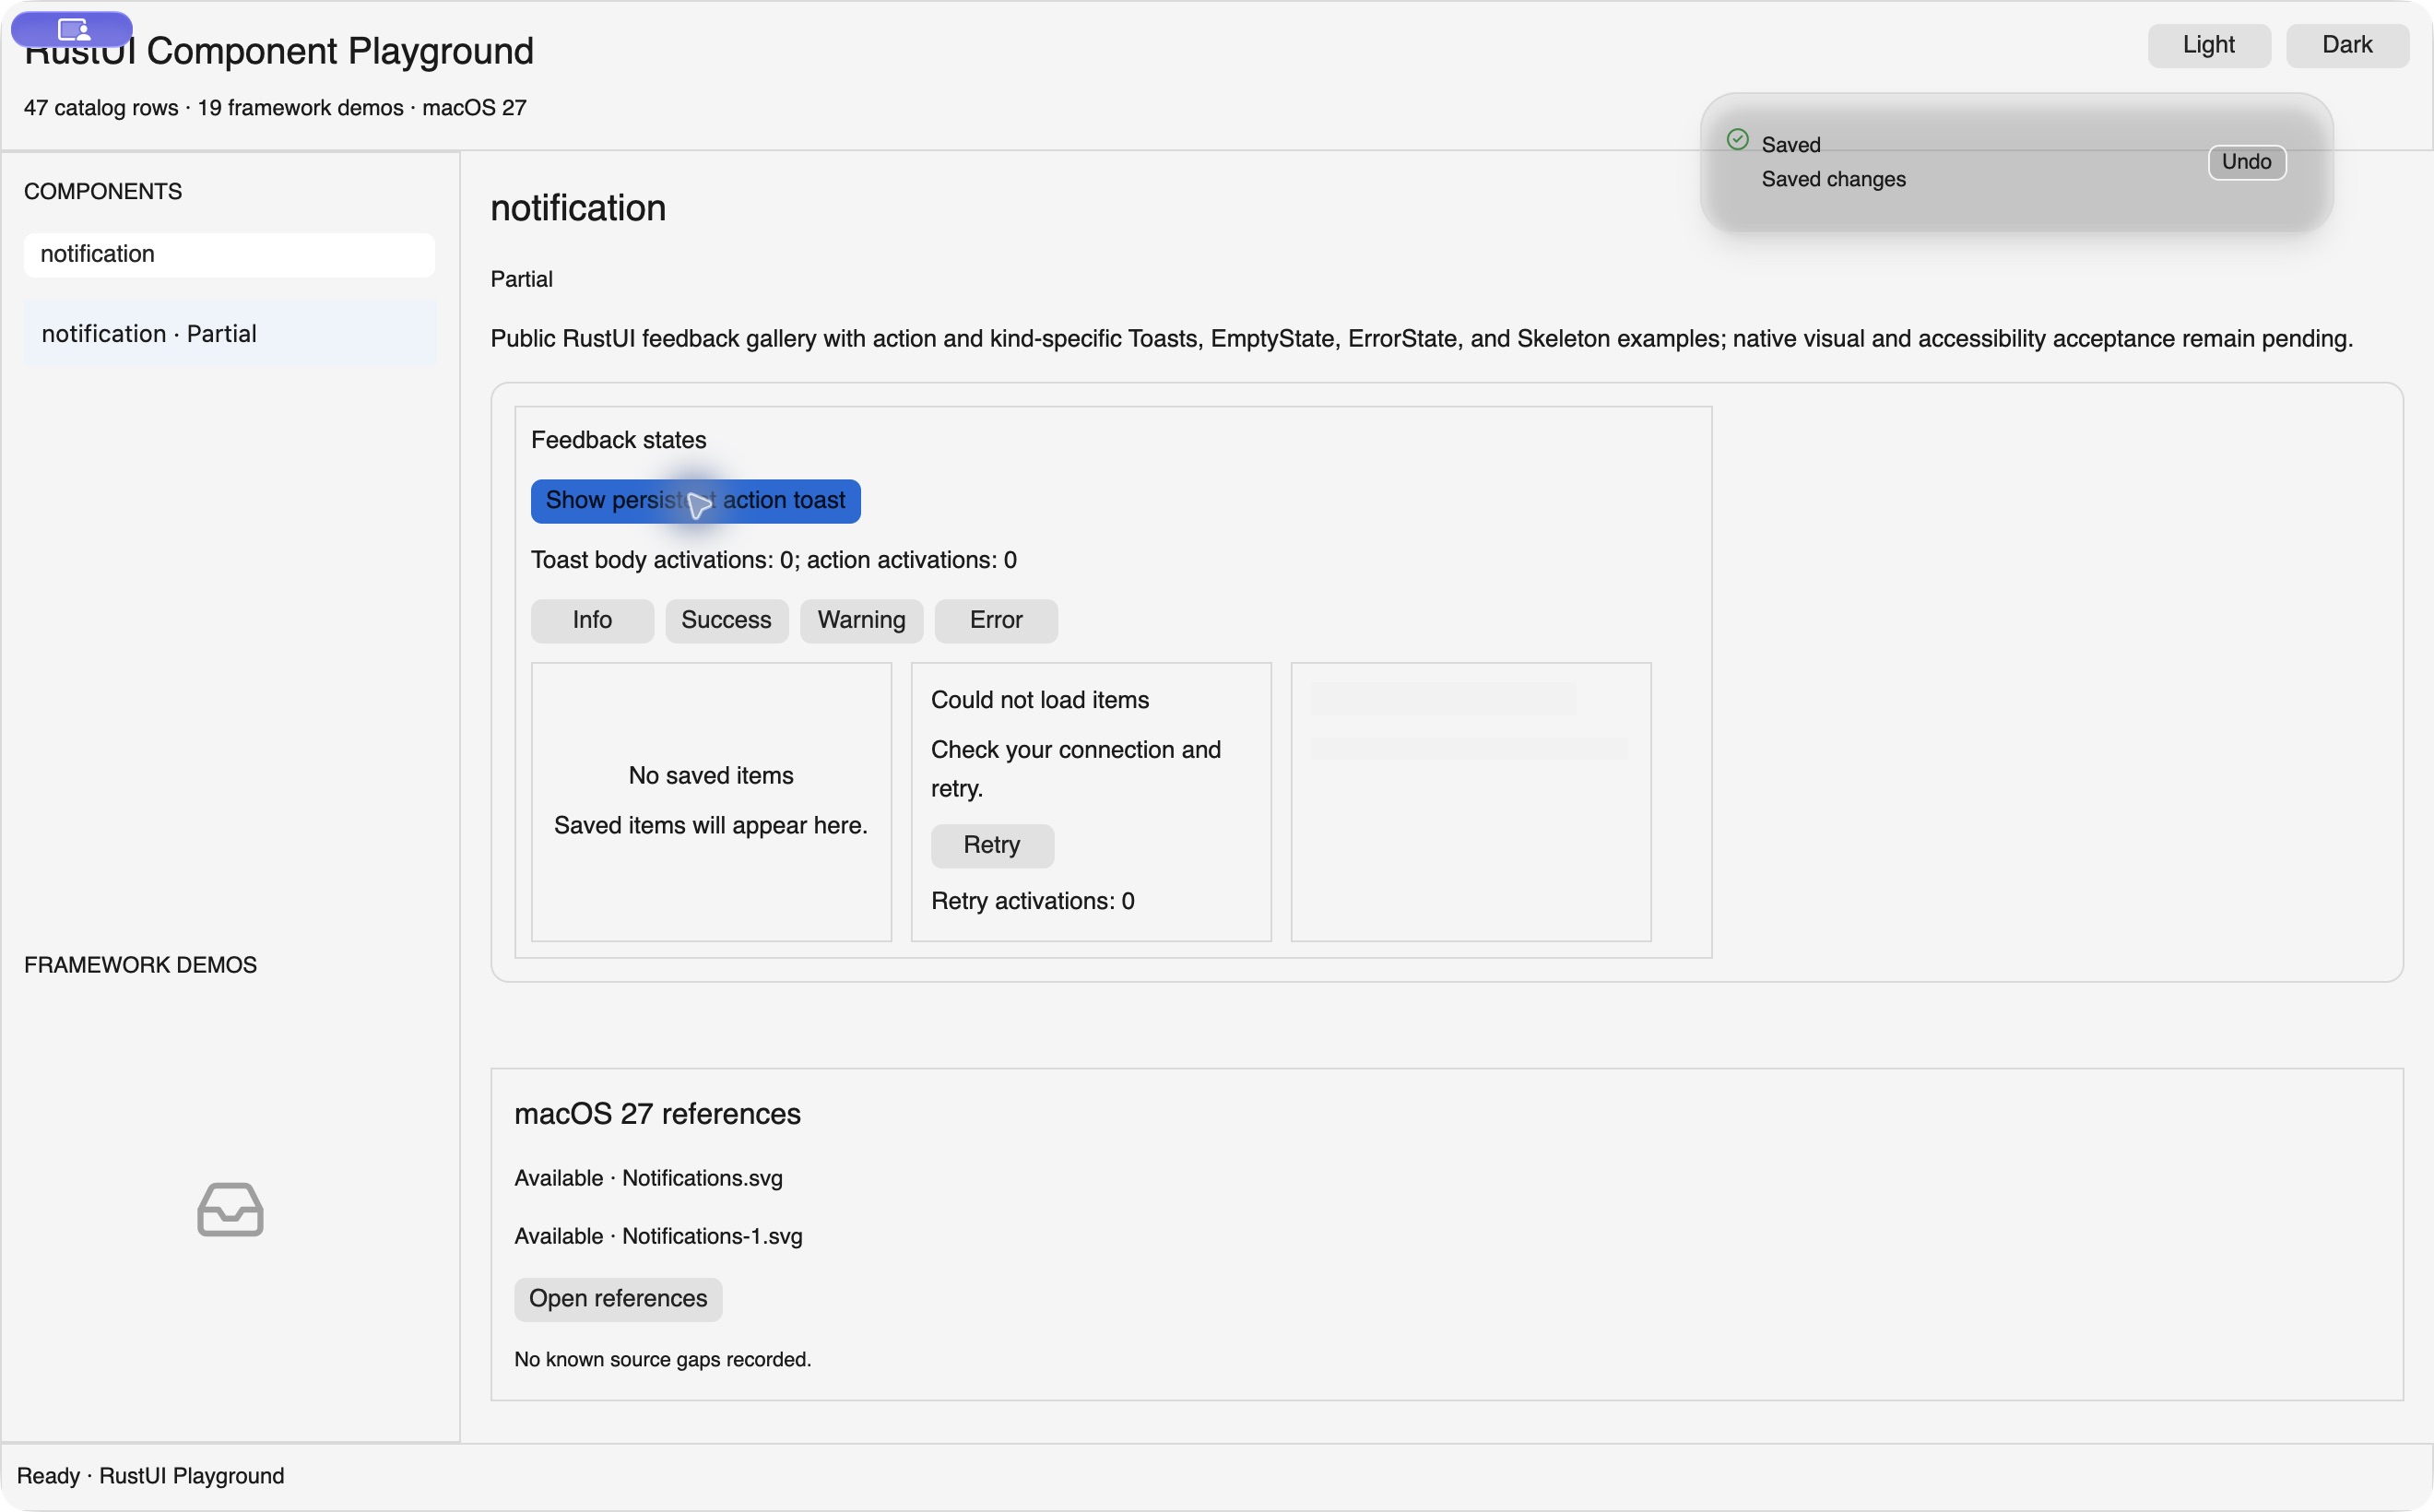 RustUI Component Playground
Light
Dark
47 catalog rows · 19 framework demos · macOS 27
Saved
Saved changes
Undo
COMPONENTS
notification
notification · Partial
FRAMEWORK DEMOS
notification
Partial
Public RustUI feedback gallery with action and kind-specific Toasts, EmptyState, ErrorState, and Skeleton examples; native visual and accessibility acceptance remain pending.
Feedback states
Show persistent action toast
Toast body activations: 0; action activations: 0
Info
Success
Warning
Error
No saved items
Saved items will appear here.
Could not load items
Check your connection and
retry.
Retry
Retry activations: 0
macOS 27 references
Available · Notifications.svg
Available · Notifications-1.svg
Open references
No known source gaps recorded.
Ready · RustUI Playground